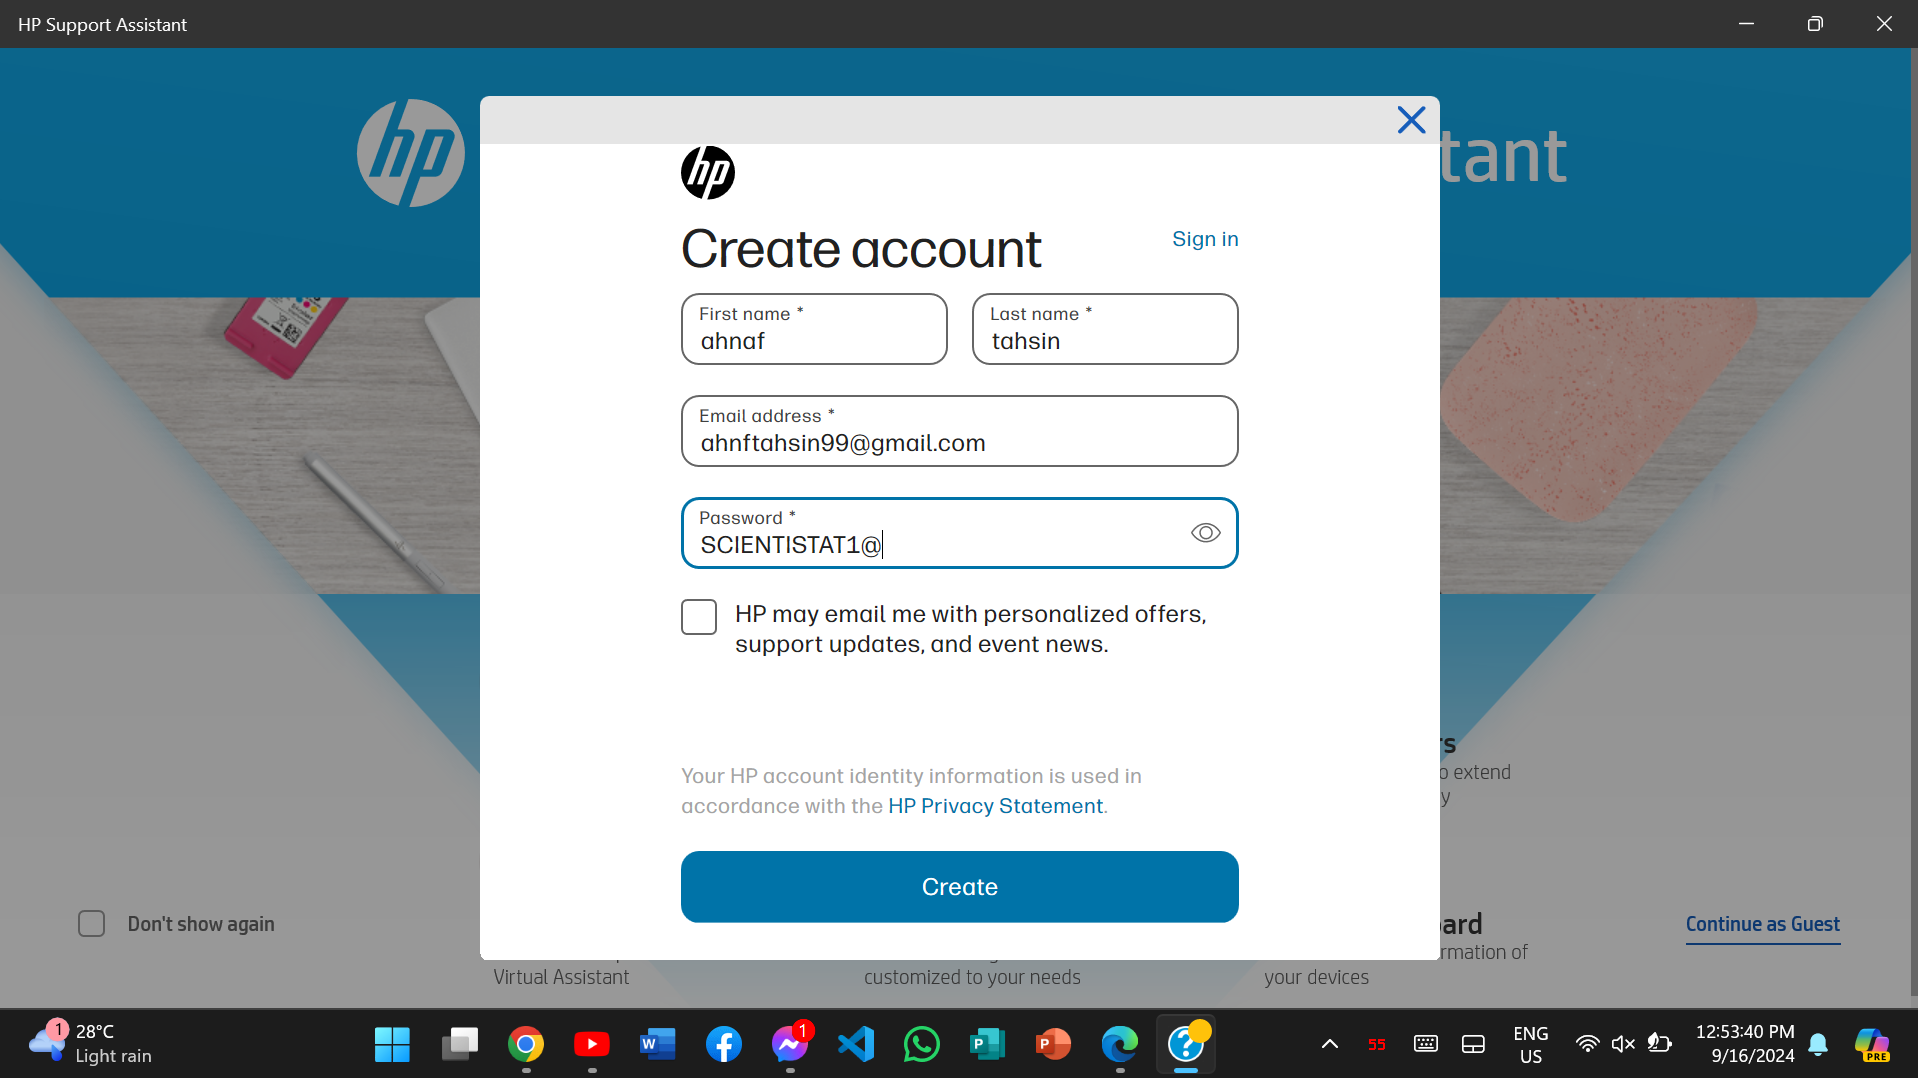 HP Support Assistant
hp
tant
hp
Create account
Sign in
First name *
ahnaf
Last name *
tahsin
Email address *
ahnftahsin99@gmail.com
Password *
SCIENTISTAT1@
HP may email me with personalized offers,
support updates, and event news.
rs
o extend
y
Your HP account identity information is used in
accordance with the HP Privacy Statement.
Create
Don't show again
ard
Continue as Guest
rmation of
Virtual Assistant
customized to your needs
your devices
1
28°C
Light rain
1
55
ENG
US
12:53:40 PM
9/16/2024
PRE